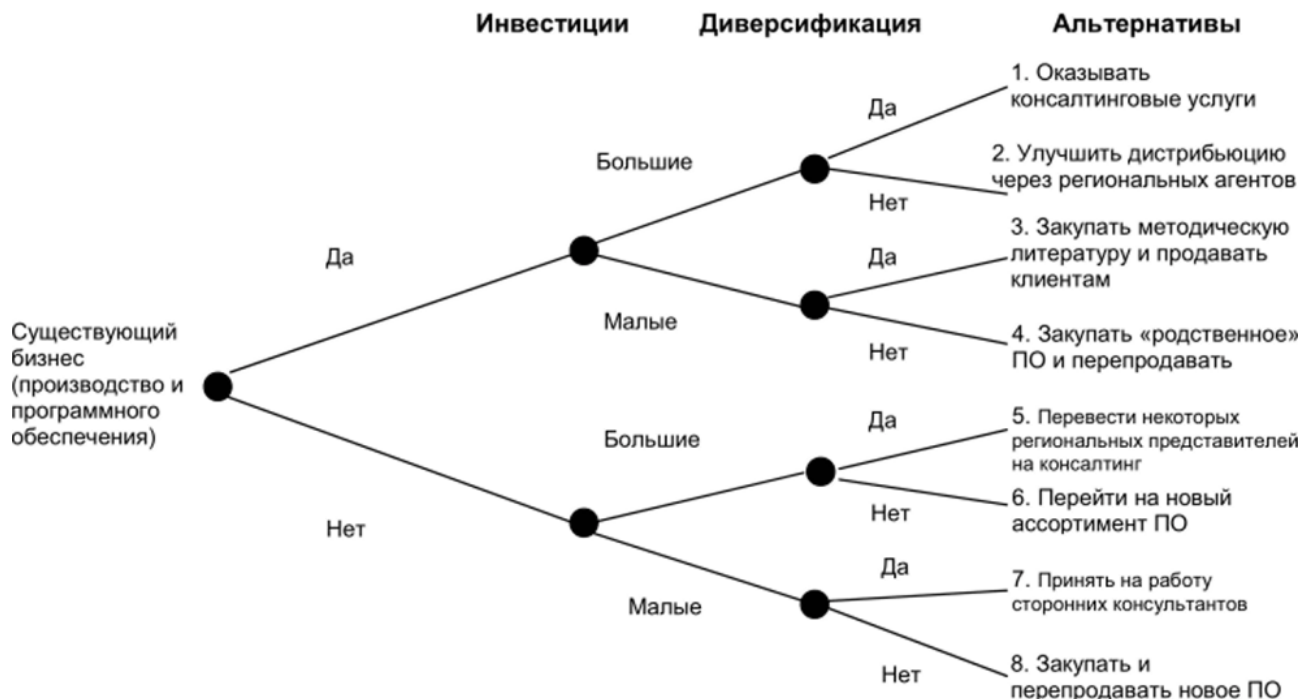 Инвестиции Диверсификация Альтернативы
1. Оказывать
консалтинговые услуги
Да
Большие
2. Улучшить дистрибьюцию
через региональных агентов
Нет
3. Закупать методическую
литературу и продавать
клиентам
Да
Да
Малые
4. Закупать «родственное»
ПО и перепродавать
Нет
Существующий
бизнес
(производство и
программного
обеспечения)
5. Перевести некоторых
региональных представителей
на консалтинг
Да
Большие
6. Перейти на новый
ассортимент ПО
Нет
Нет
7. Принять на работу
сторонних консультантов
Да
Малые
8. Закупать и
перепродавать новое ПО
Нет